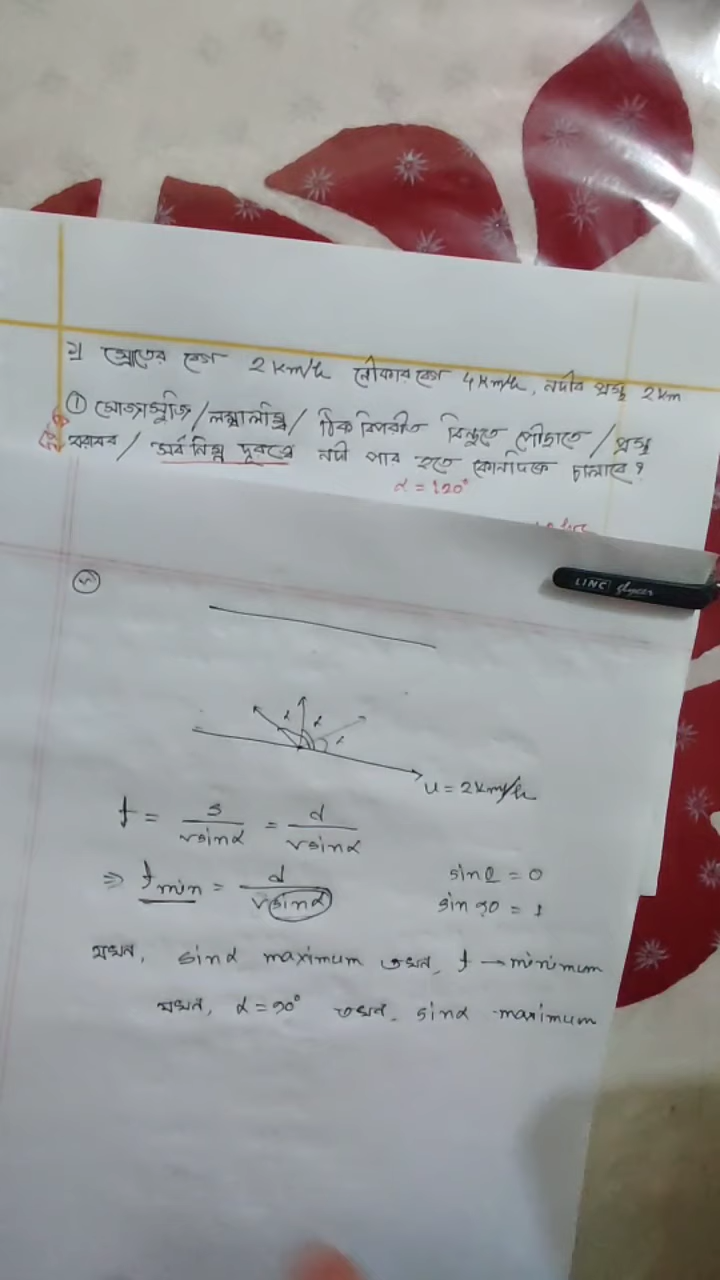 স্রোতের বেগ 2 km/h নৌকার বেগ 4 km/h, নদীর প্রস্থ 2 km
① সোজাসুজি/লম্বালম্বি/ ঠিক বিপরীত বিন্দুতে পৌছাতে / প্রস্থ
বরাবর/ সর্বনিম্ন দূরত্বে নদী পার হতে কোনদিকে চালাবে?
α = 120°
LINC glycer
α α α
u = 2 km/h
t = s/(v sinα) = d/(v sinα)
⇒ t min = d/(v sinα)
sin 0 = 0
sin 90 = 1
যখন, sinα maximum তখন, t → minimum
যখন, α = 90° তখন, sinα maximum